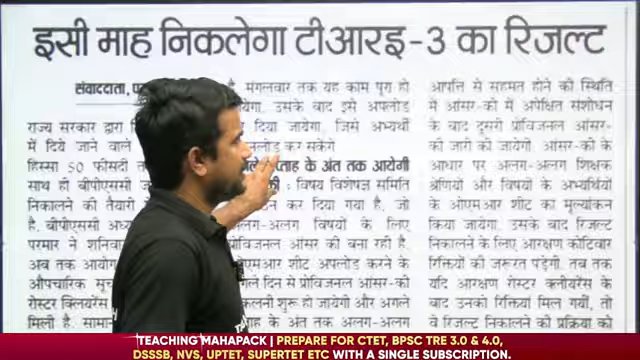 इसी माह निकलेगा टीआरइ-3 का रिजल्ट
संवाददाता,
राज्य सरकार द्वारा
में दिये जाने वाले
हिस्सा 50 फीसदी
साथ ही बीपीएससी
निकालने की तैयारी
है. बीपीएससी
परमार ने शनिवार
अब तक आयोग
औपचारिक
रोस्टर क्लियरेंस
मिली है.
है, मंगलवार तक यह काम पूरा हो
उसके बाद इसे अपलोड
दिया जायेगा, जिसे अभ्यर्थी
कर सकेंगे
के अंत तक आयेगी
: विषय विशेषज्ञ समिति
कर दिया गया है, जो
अलग-अलग विषयों के लिए
आंसर की बना रही है.
शीट अपलोड करने के
दिन से प्रोविजनल आंसर-की
शुरू हो जायेगी और अगले
के अंत तक अलग-अलग
आपत्ति से सहमत होने की स्थिति
में आंसर-की में अपेक्षित संशोधन
के बाद दूसरी प्रोविजनल आंसर-
की जारी की जायेगी. आंसर-की के
आधार पर अलग-अलग शिक्षक
श्रेणियों और विषयों के अभ्यर्थियों
के ओएमआर शीट का मूल्यांकन
किया जायेगा. उसके बाद रिजल्ट
निकालने के लिए आरक्षण कोटिवार
रिक्तियों की जरूरत पड़ेगी. तब तक
यदि आरक्षण रोस्टर क्लीयरेंस के
बाद उनकी रिक्तियां मिल गयीं, तो
वे रिजल्ट निकालने की प्रक्रिया को
TEACHING MAHAPACK | PREPARE FOR CTET, BPSC TRE 3.0 & 4.0,
DSSSB, NVS, UPTET, SUPERTET ETC WITH A SINGLE SUBSCRIPTION.